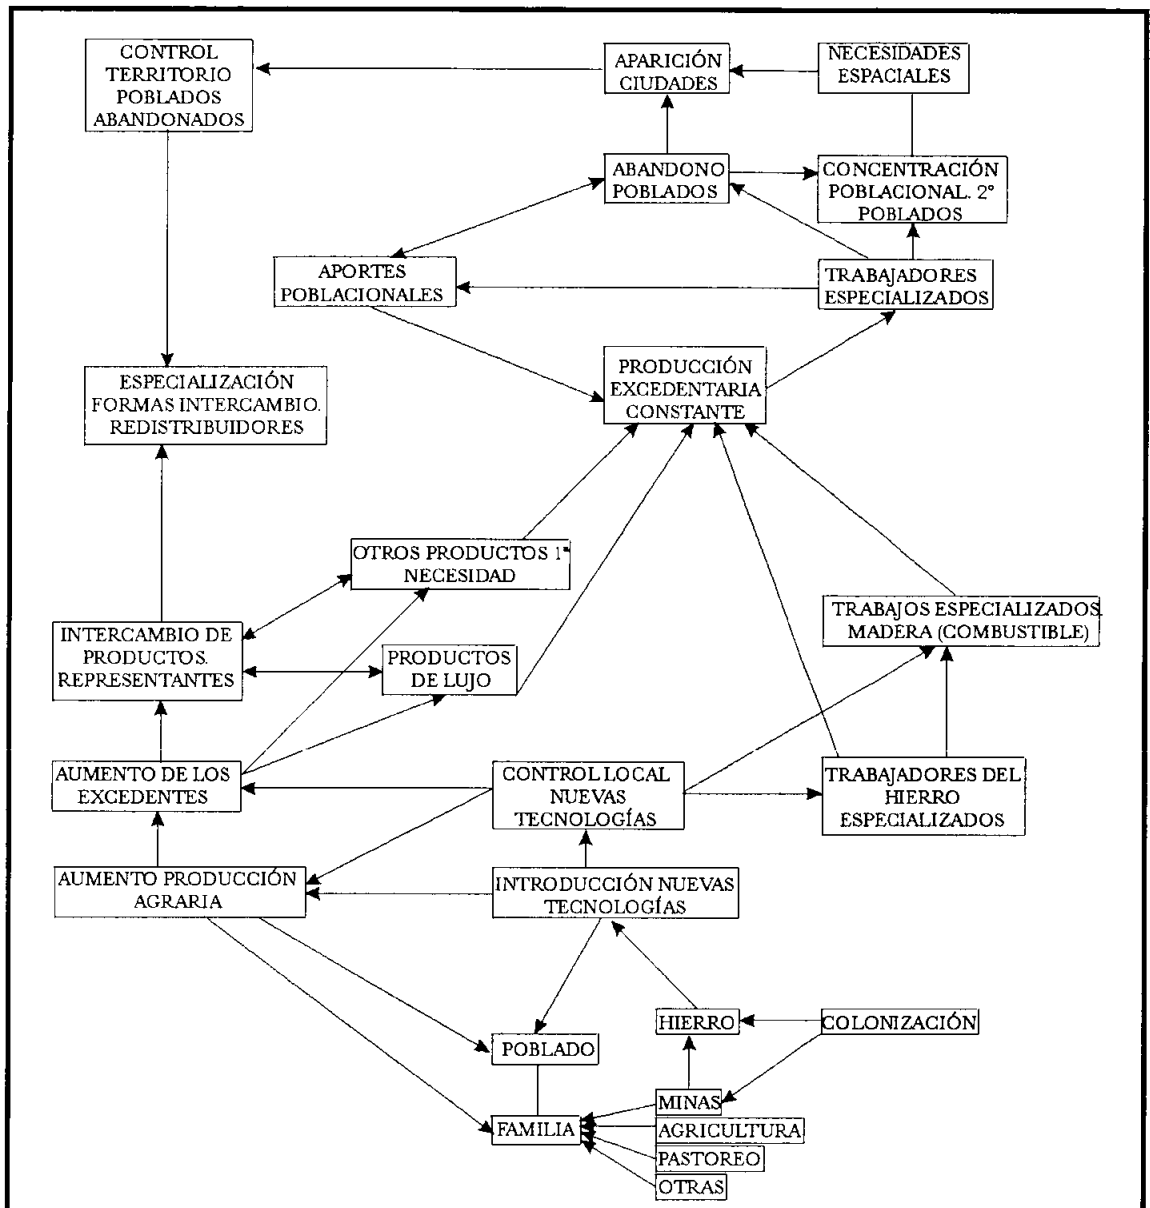 CONTROL
TERRITORIO
POBLADOS
ABANDONADOS
APARICIÓN
CIUDADES
NECESIDADES
ESPACIALES
ABANDONO
POBLADOS
CONCENTRACIÓN
POBLACIONAL. 2º
POBLADOS
APORTES
POBLACIONALES
TRABAJADORES
ESPECIALIZADOS
ESPECIALIZACIÓN
FORMAS INTERCAMBIO.
REDISTRIBUIDORES
PRODUCCIÓN
EXCEDENTARIA
CONSTANTE
OTROS PRODUCTOS 1ª
NECESIDAD
INTERCAMBIO DE
PRODUCTOS.
REPRESENTANTES
PRODUCTOS
DE LUJO
TRABAJOS ESPECIALIZADOS.
MADERA (COMBUSTIBLE)
AUMENTO DE LOS
EXCEDENTES
CONTROL LOCAL
NUEVAS
TECNOLOGÍAS
TRABAJADORES DEL
HIERRO
ESPECIALIZADOS
AUMENTO PRODUCCIÓN
AGRARIA
INTRODUCCIÓN NUEVAS
TECNOLOGÍAS
HIERRO
COLONIZACIÓN
POBLADO
FAMILIA
MINAS
AGRICULTURA
PASTOREO
OTRAS